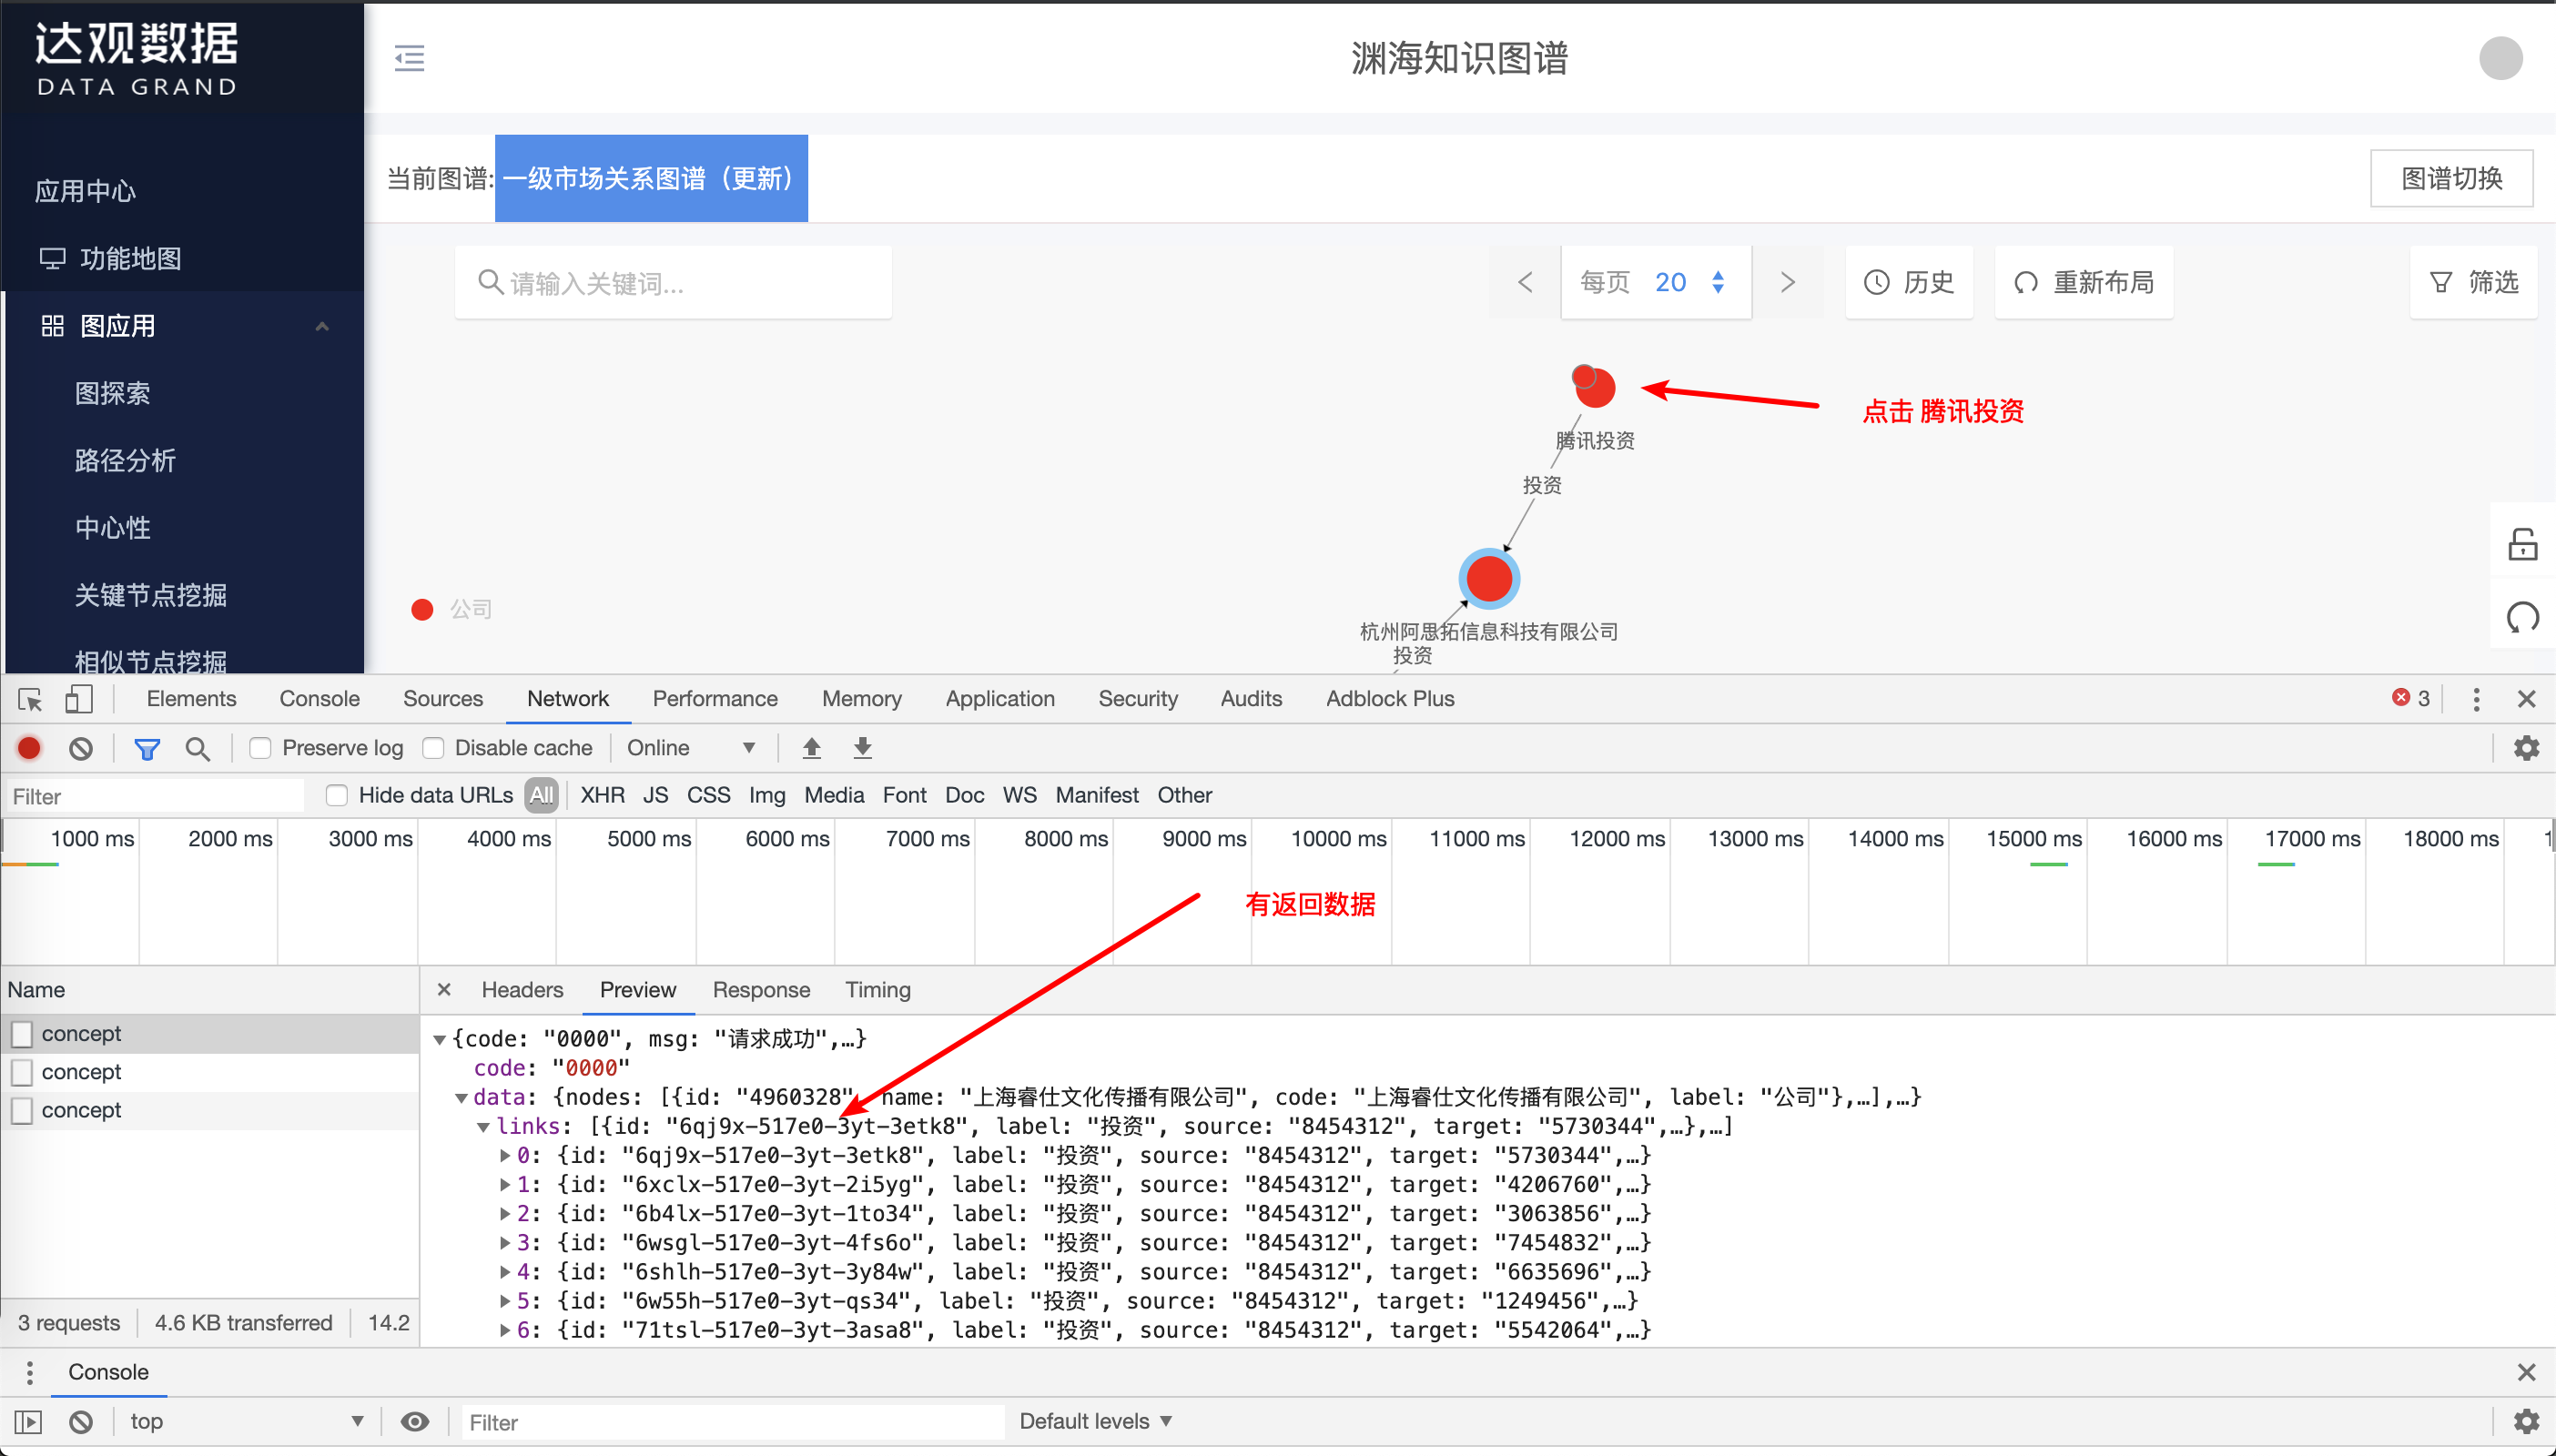 达观数据
DATA GRAND
渊海知识图谱
当前图谱: 一级市场关系图谱（更新）
图谱切换
应用中心
功能地图
图应用
图探索
路径分析
中心性
关键节点挖掘
相似节点挖掘
请输入关键词...
每页 20
历史
重新布局
筛选
点击 腾讯投资
腾讯投资
投资
公司
杭州阿思拓信息科技有限公司
投资
Elements Console Sources Network Performance Memory Application Security Audits Adblock Plus 3
Preserve log Disable cache Online
Filter Hide data URLs All XHR JS CSS Img Media Font Doc WS Manifest Other
1000 ms 2000 ms 3000 ms 4000 ms 5000 ms 6000 ms 7000 ms 8000 ms 9000 ms 10000 ms 11000 ms 12000 ms 13000 ms 14000 ms 15000 ms 16000 ms 17000 ms 18000 ms 1
有返回数据
Name
concept
concept
concept
3 requests 4.6 KB transferred 14.2
× Headers Preview Response Timing
{code: "0000", msg: "请求成功",…}
code: "0000"
data: {nodes: [{id: "4960328", name: "上海睿仕文化传播有限公司", code: "上海睿仕文化传播有限公司", label: "公司"},…],…}
links: [{id: "6qj9x-517e0-3yt-3etk8", label: "投资", source: "8454312", target: "5730344",…},…]
0: {id: "6qj9x-517e0-3yt-3etk8", label: "投资", source: "8454312", target: "5730344",…}
1: {id: "6xclx-517e0-3yt-2i5yg", label: "投资", source: "8454312", target: "4206760",…}
2: {id: "6b4lx-517e0-3yt-1to34", label: "投资", source: "8454312", target: "3063856",…}
3: {id: "6wsgl-517e0-3yt-4fs6o", label: "投资", source: "8454312", target: "7454832",…}
4: {id: "6shlh-517e0-3yt-3y84w", label: "投资", source: "8454312", target: "6635696",…}
5: {id: "6w55h-517e0-3yt-qs34", label: "投资", source: "8454312", target: "1249456",…}
6: {id: "71tsl-517e0-3yt-3asa8", label: "投资", source: "8454312", target: "5542064",…}
Console
top Filter Default levels